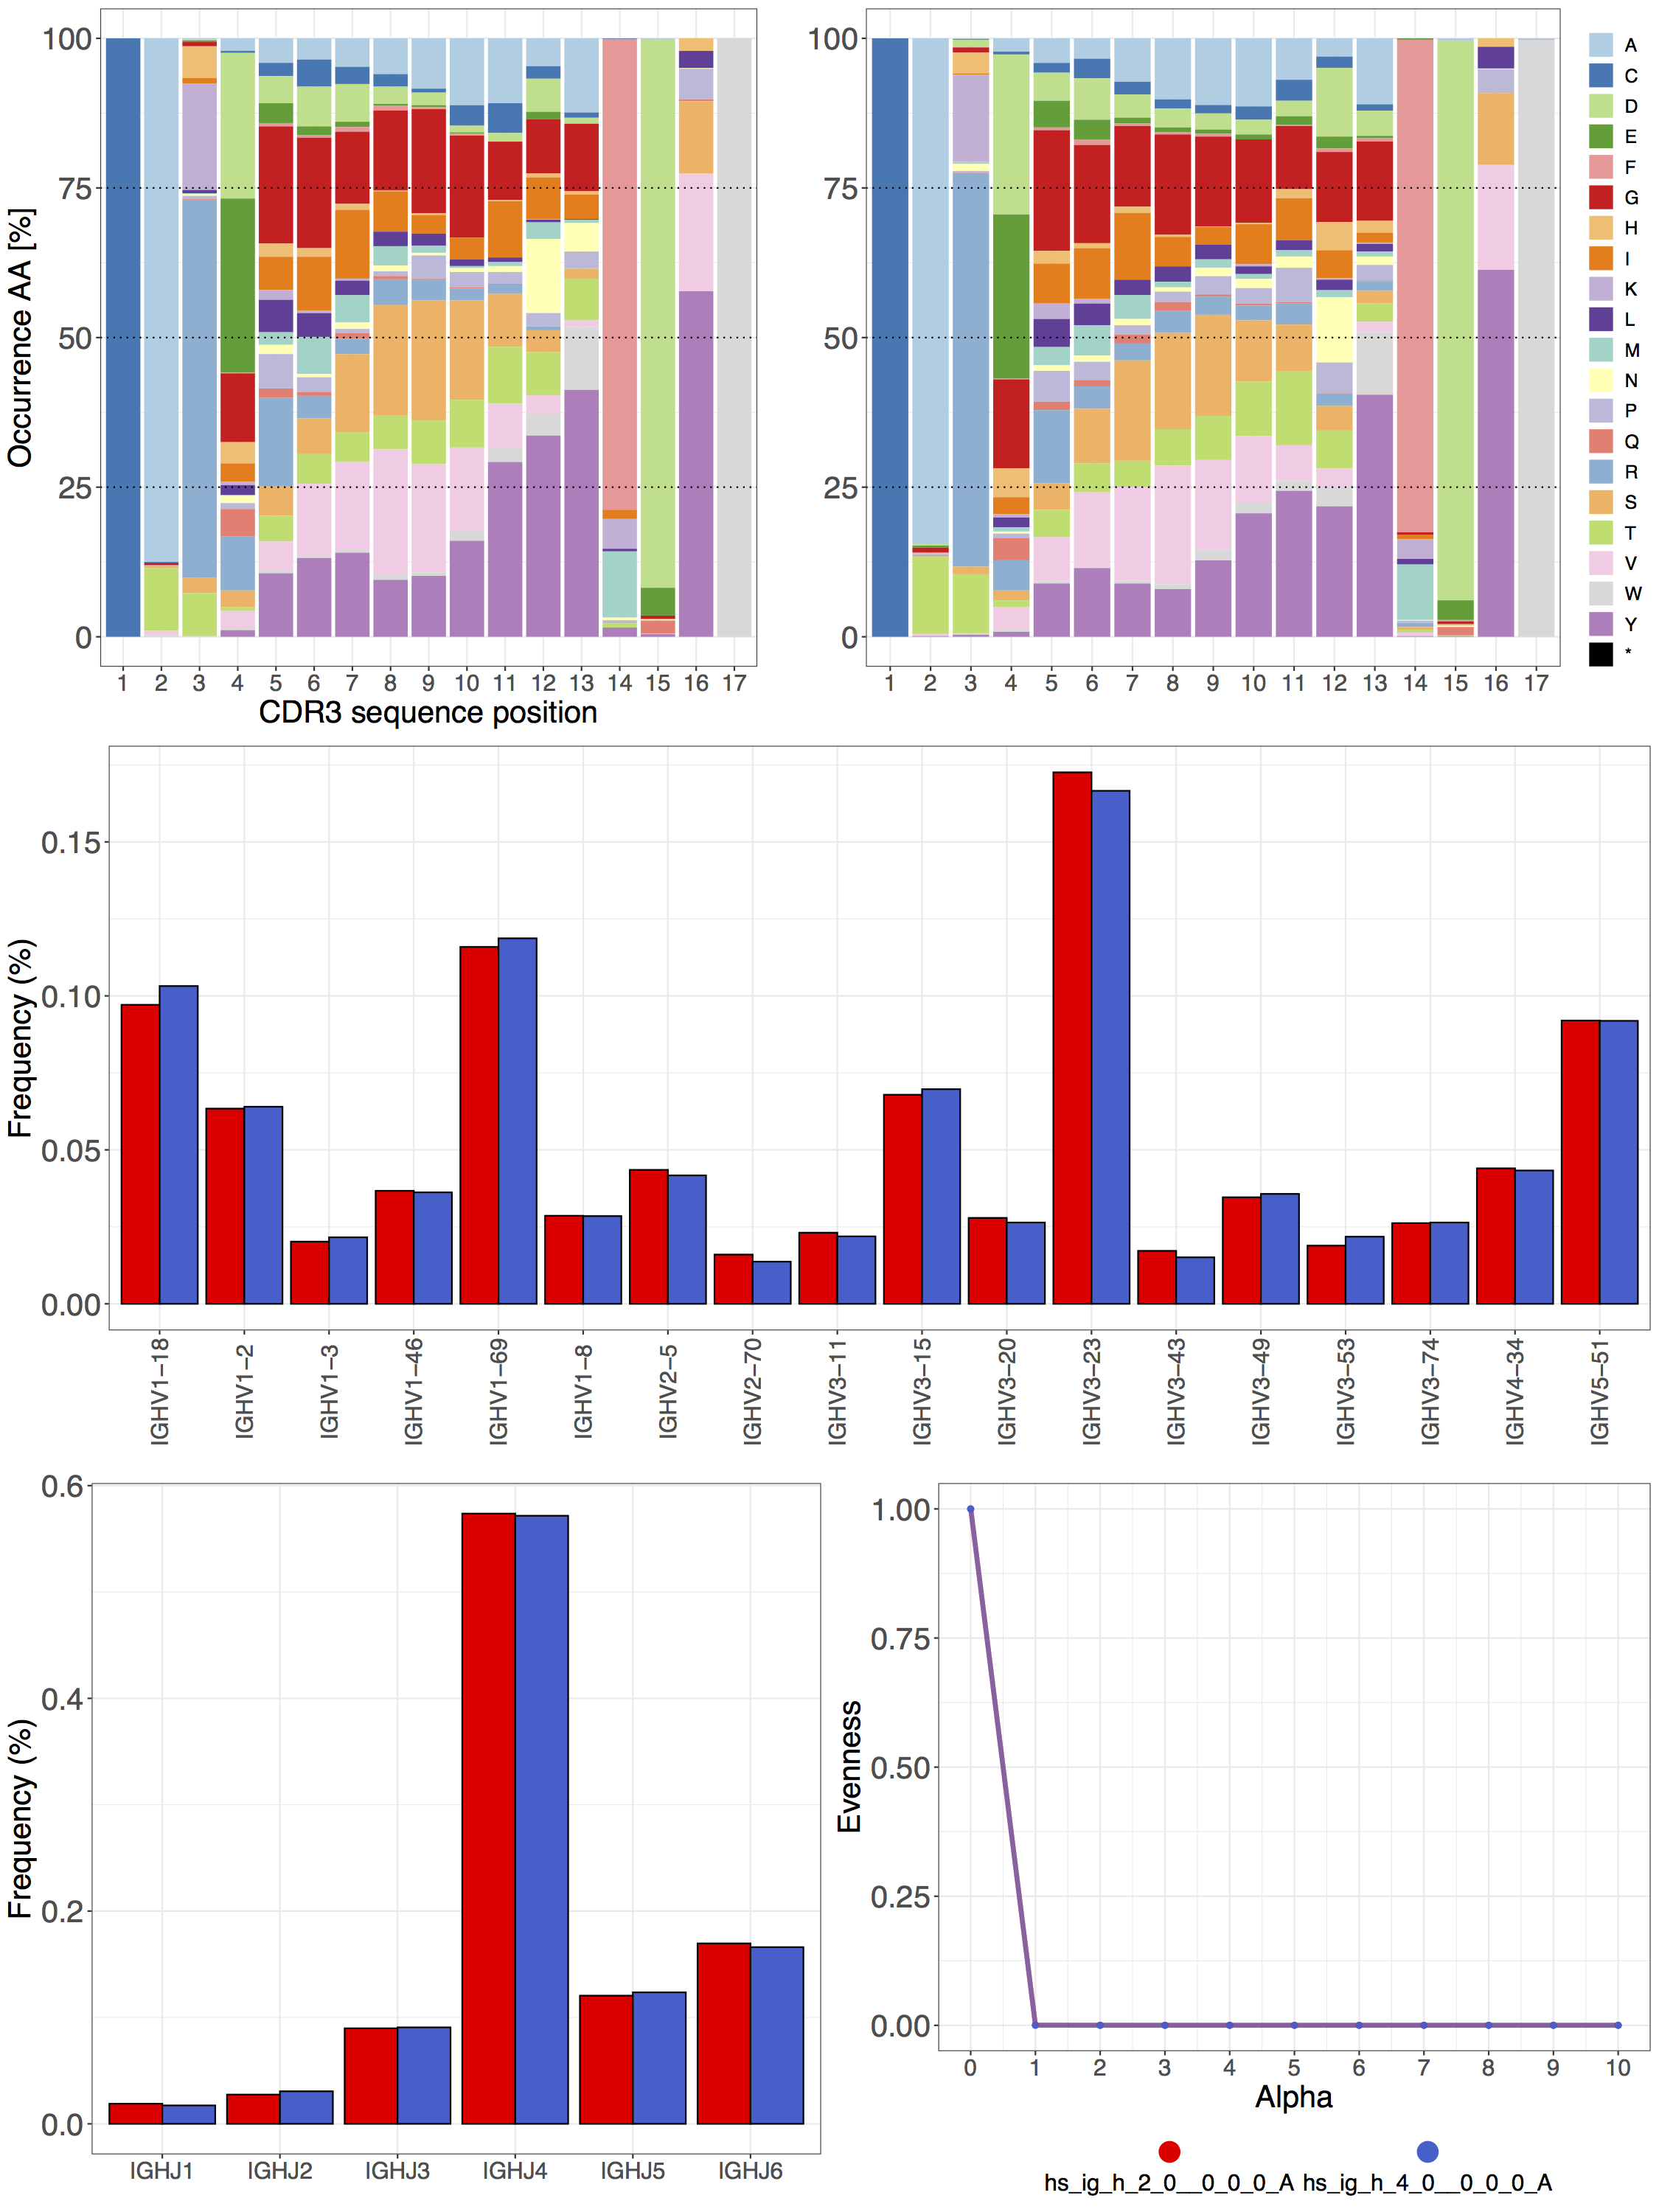 Occurrence AA [%]
100
75
50
25
0
1 2 3 4 5 6 7 8 9 10 11 12 13 14 15 16 17
CDR3 sequence position
100
75
50
25
0
1 2 3 4 5 6 7 8 9 10 11 12 13 14 15 16 17
A
C
D
E
F
G
H
I
K
L
M
N
P
Q
R
S
T
V
W
Y
*
Frequency (%)
0.15
0.10
0.05
0.00
IGHV1−18
IGHV1−2
IGHV1−3
IGHV1−46
IGHV1−69
IGHV1−8
IGHV2−5
IGHV2−70
IGHV3−11
IGHV3−15
IGHV3−20
IGHV3−23
IGHV3−43
IGHV3−49
IGHV3−53
IGHV3−74
IGHV4−34
IGHV5−51
Frequency (%)
0.6
0.4
0.2
0.0
IGHJ1 IGHJ2 IGHJ3 IGHJ4 IGHJ5 IGHJ6
Evenness
1.00
0.75
0.50
0.25
0.00
0 1 2 3 4 5 6 7 8 9 10
Alpha
hs_ig_h_2_0__0_0_0_A hs_ig_h_4_0__0_0_0_A